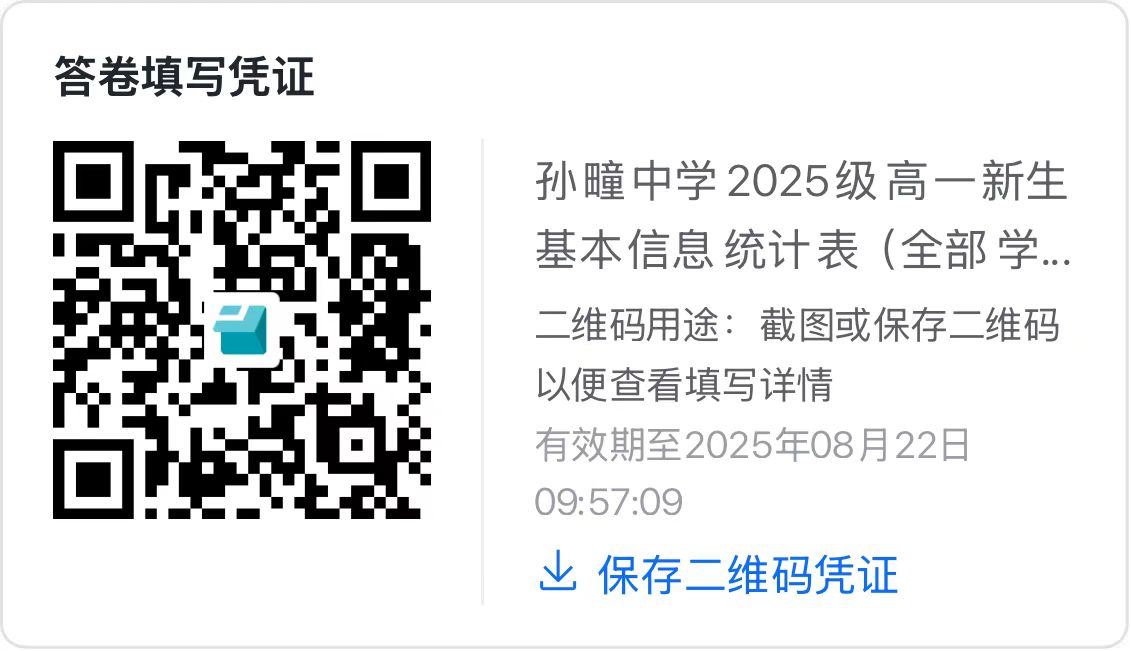 答卷填写凭证
孙疃中学2025级高一新生
基本信息统计表（全部学...
二维码用途：截图或保存二维码
以便查看填写详情
有效期至2025年08月22日
09:57:09
保存二维码凭证